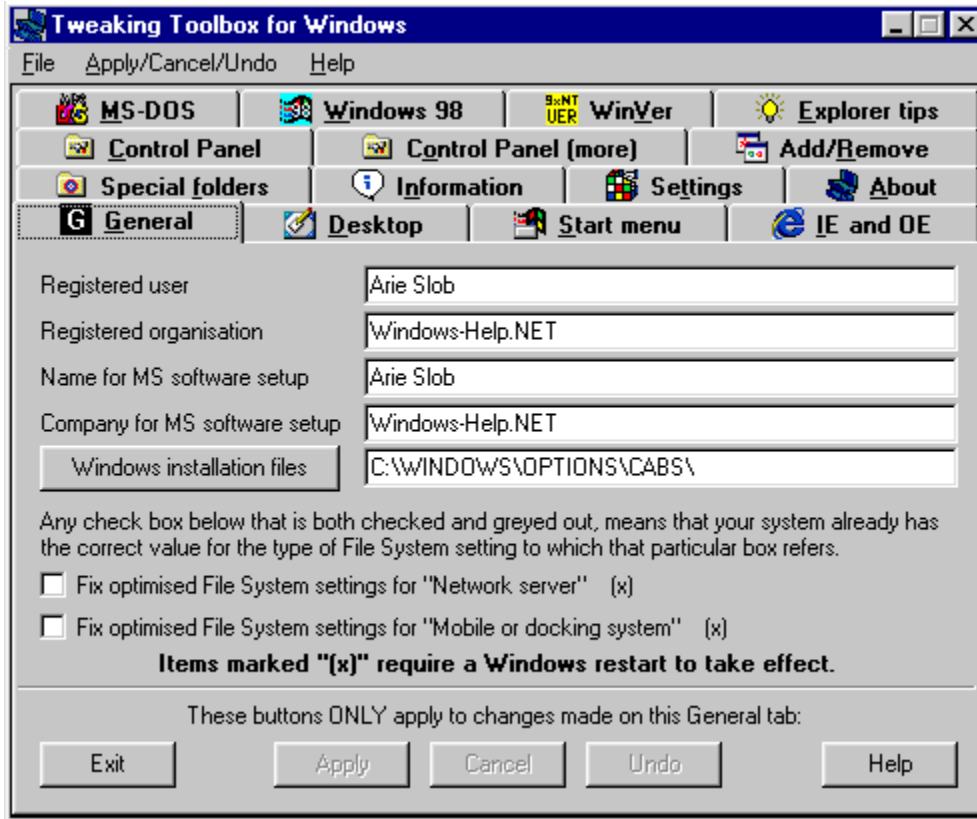 Tweaking Toolbox for Windows
File Apply/Cancel/Undo Help
MS-DOS Windows 98 9xNT VER WinVer Explorer tips
Control Panel Control Panel (more) Add/Remove
Special folders Information Settings About
G General Desktop Start menu IE and OE
Registered user Arie Slob
Registered organisation Windows-Help.NET
Name for MS software setup Arie Slob
Company for MS software setup Windows-Help.NET
Windows installation files C:\WINDOWS\OPTIONS\CABS\
Any check box below that is both checked and greyed out, means that your system already has
the correct value for the type of File System setting to which that particular box refers.
Fix optimised File System settings for "Network server" (x)
Fix optimised File System settings for "Mobile or docking system" (x)
Items marked "(x)" require a Windows restart to take effect.
These buttons ONLY apply to changes made on this General tab:
Exit Apply Cancel Undo Help